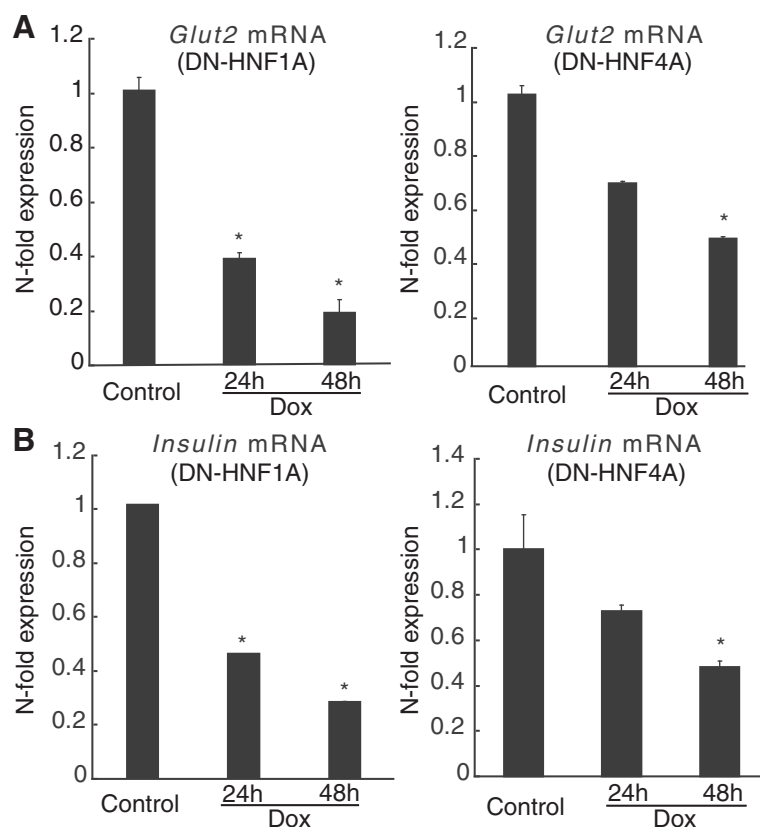 A
Glut2 mRNA
(DN-HNF1A)
N-fold expression
1.2
1
0.8
0.6
0.4
0.2
0
*
*
Control
24h
48h
Dox
Glut2 mRNA
(DN-HNF4A)
N-fold expression
1.2
1
0.8
0.6
0.4
0.2
0
*
Control
24h
48h
Dox
B
Insulin mRNA
(DN-HNF1A)
N-fold expression
1.2
1
0.8
0.6
0.4
0.2
0
*
*
Control
24h
48h
Dox
Insulin mRNA
(DN-HNF4A)
N-fold expression
1.4
1.2
1
0.8
0.6
0.4
0.2
0
*
Control
24h
48h
Dox